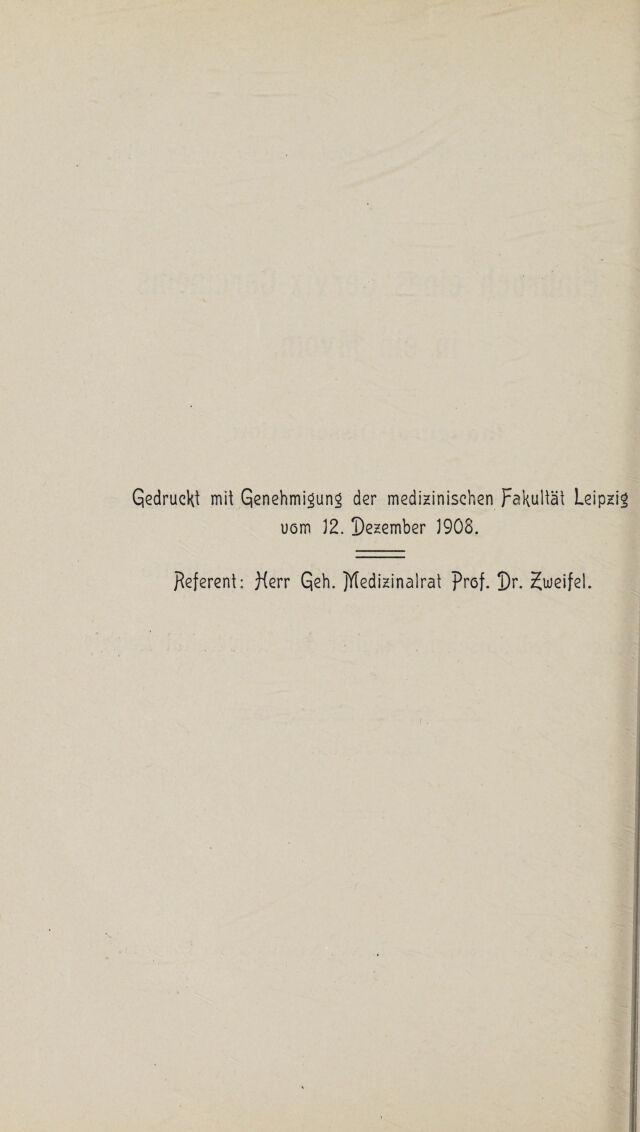 Gedruckt mit Genehmigung der medizinischen Fakultät Leipzig
vom 12. Dezember 1908.
Referent: Herr Geh. Medizinalrat Prof. Dr. Zweifel.